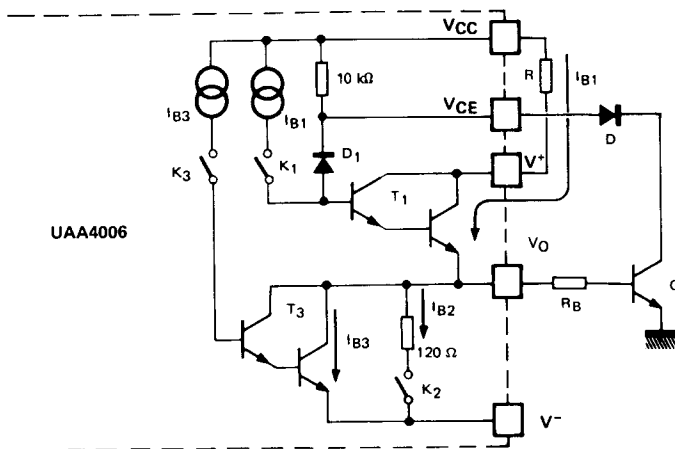 VCC
R
IB1
10 kΩ
IB3
IB1
VCE
D
D1
K3
K1
V+
T1
UAA4006
VO
RB
T3
IB2
IB3
120 Ω
K2
V−